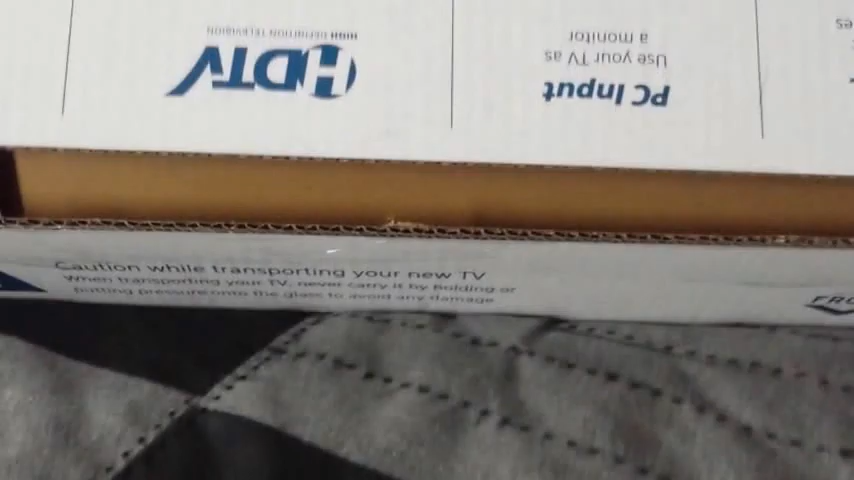 HDTV
HIGH DEFINITION TELEVISION
PC Input
Use your TV as
a monitor
Caution while transporting your new TV
When transporting your TV, never carry it by holding or
putting pressure onto the glass to avoid any damage